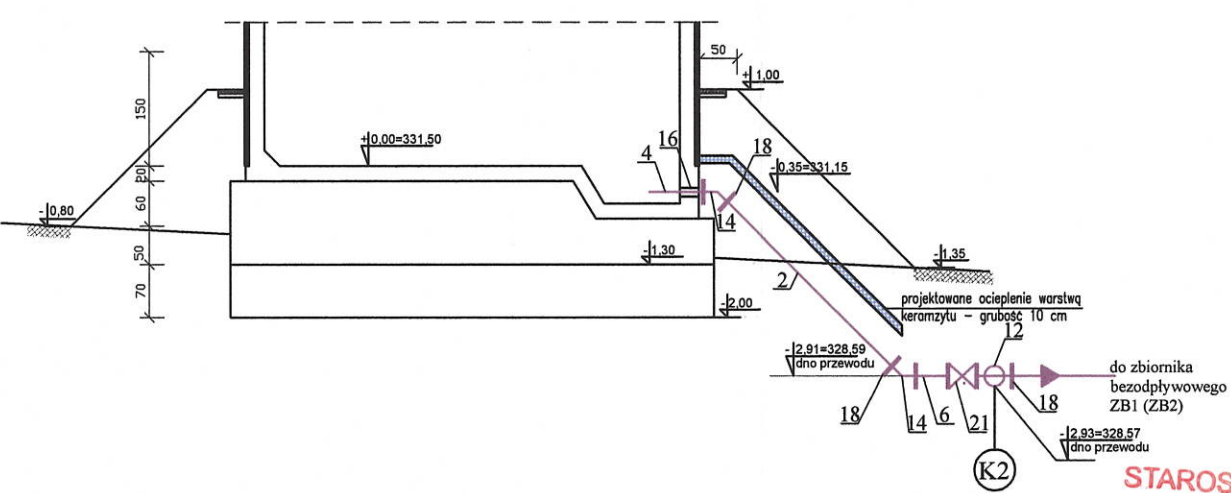 50
+1,00
150
16
18
+0,00=331,50
4
-0,35=331,15
20
60
14
-0,80
50
-1,30
-1,35
2
70
-2,00
projektowane ocieplenie warstwą
keramzytu - grubość 10 cm
12
-2,91=328,59
dno przewodu
do zbiornika
bezodpływowego
ZB1 (ZB2)
18
14
6
21
18
-2,93=328,57
dno przewodu
K2
STAROS